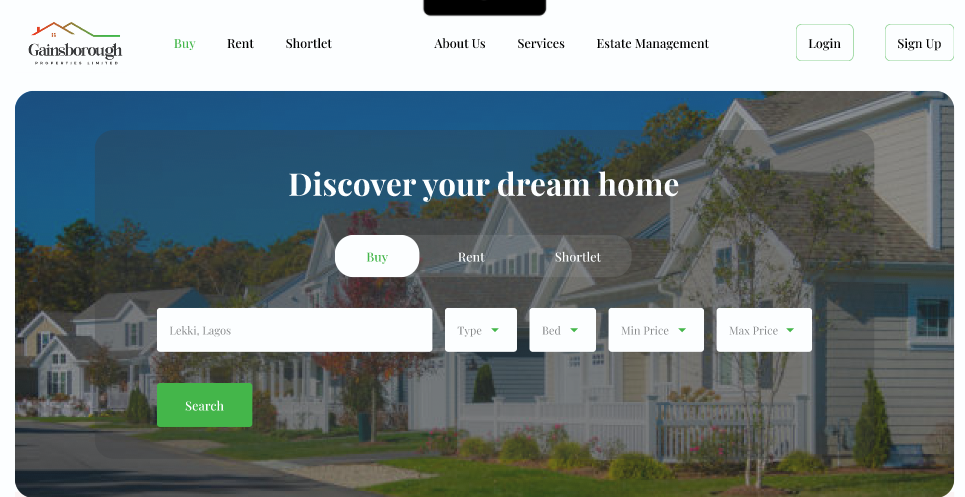 Gainsborough
PROPERTIES LIMITED
Buy Rent Shortlet About Us Services Estate Management Login Sign Up
Discover your dream home
Buy Rent Shortlet
Lekki, Lagos Type Bed Min Price Max Price
Search